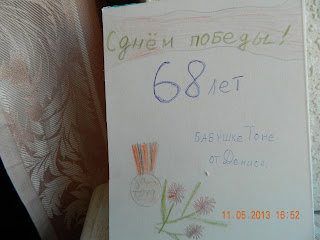 С днём победы!
68 лет
БАБУШКЕ Тоне
от Дениса
11.05.2013 16:52